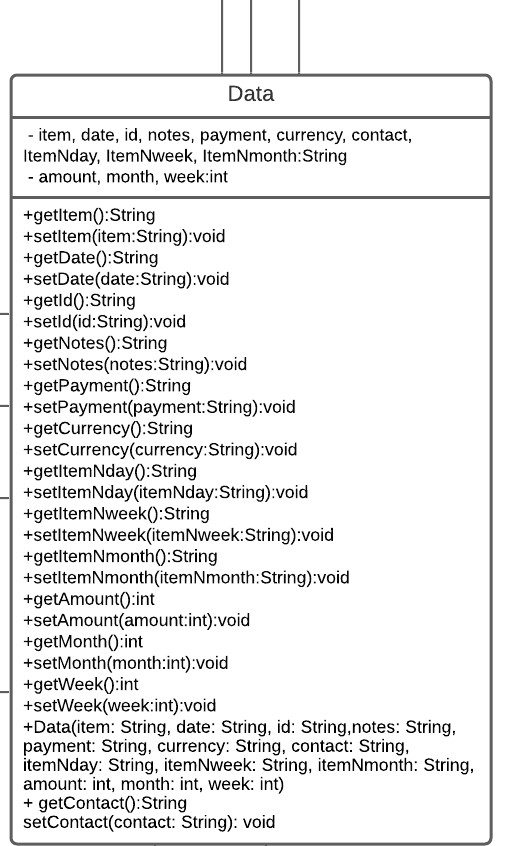 Data
- item, date, id, notes, payment, currency, contact,
ItemNday, ItemNweek, ItemNmonth:String
- amount, month, week:int
+getItem():String
+setItem(item:String):void
+getDate():String
+setDate(date:String):void
+getId():String
+setId(id:String):void
+getNotes():String
+setNotes(notes:String):void
+getPayment():String
+setPayment(payment:String):void
+getCurrency():String
+setCurrency(currency:String):void
+getItemNday():String
+setItemNday(itemNday:String):void
+getItemNweek():String
+setItemNweek(itemNweek:String):void
+getItemNmonth():String
+setItemNmonth(itemNmonth:String):void
+getAmount():int
+setAmount(amount:int):void
+getMonth():int
+setMonth(month:int):void
+getWeek():int
+setWeek(week:int):void
+Data(item: String, date: String, id: String,notes: String,
payment: String, currency: String, contact: String,
itemNday: String, itemNweek: String, itemNmonth: String,
amount: int, month: int, week: int)
+ getContact():String
setContact(contact: String): void